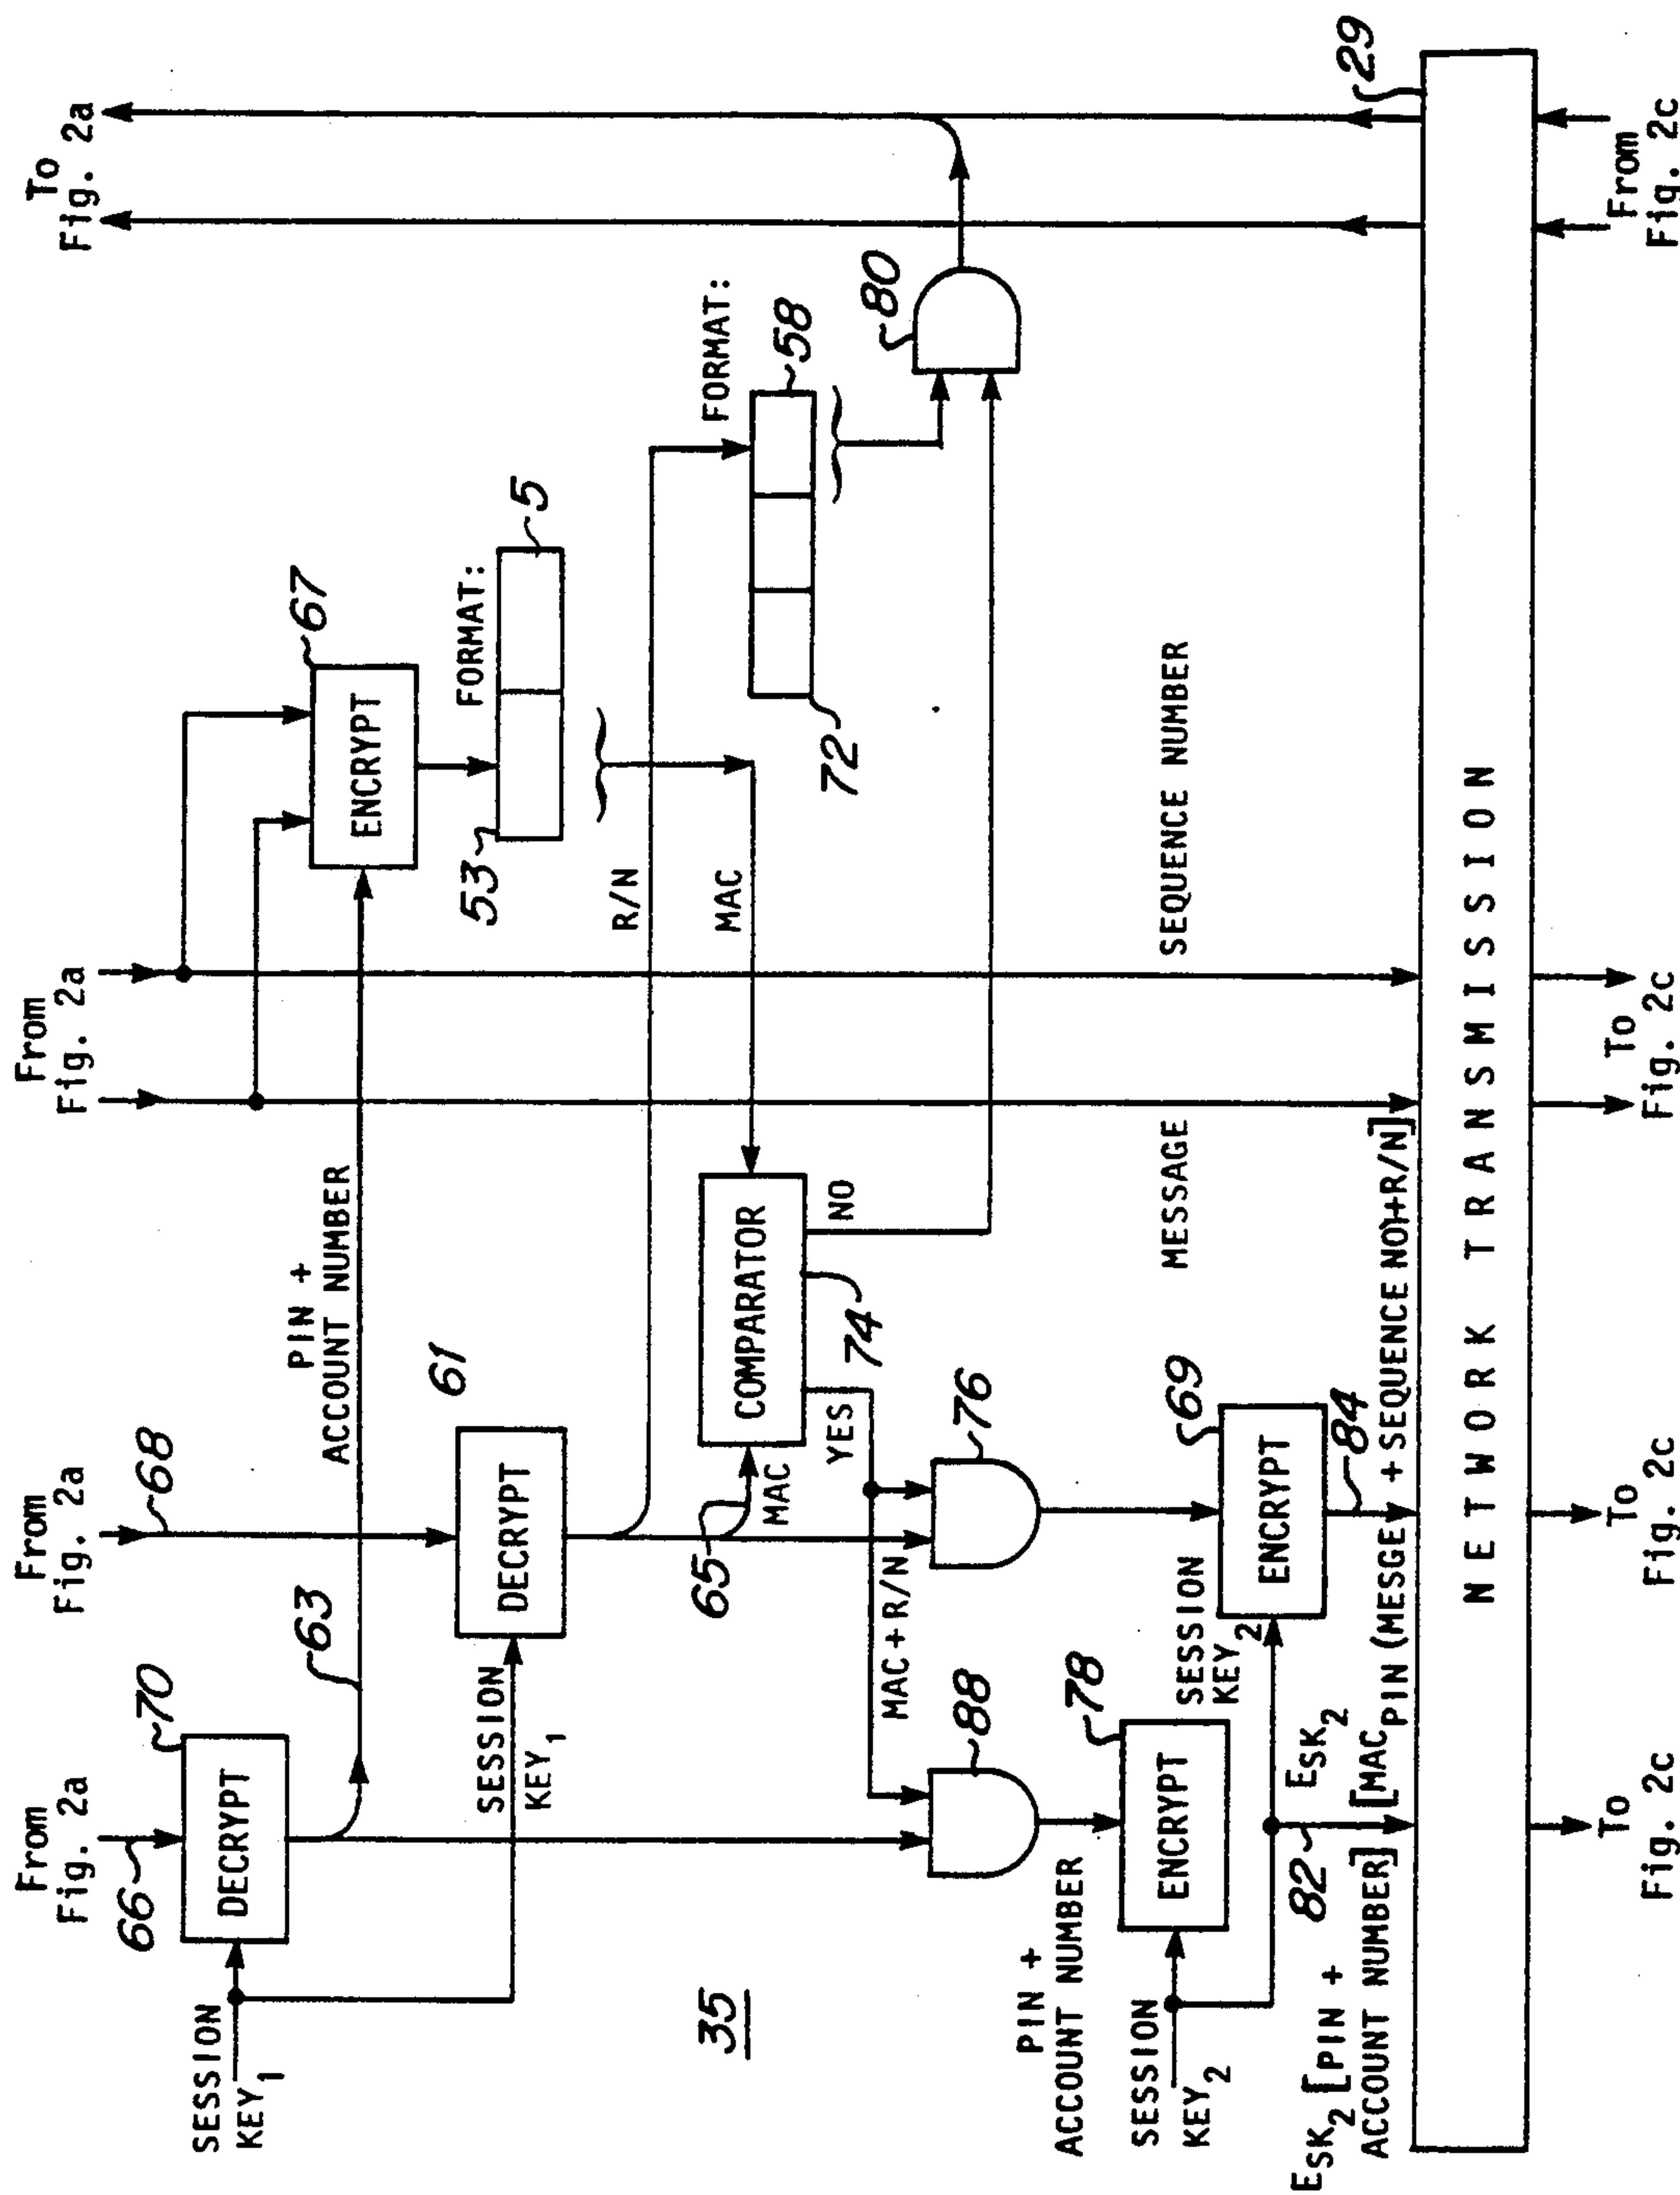 From
Fig. 2a
66
From
Fig. 2a
68
From
Fig. 2a
To
Fig. 2a
70
DECRYPT
SESSION
KEY1
63
PIN +
ACCOUNT NUMBER
67
ENCRYPT
61
DECRYPT
SESSION
KEY1
FORMAT:
53
5
R/N
MAC
FORMAT:
58
72
35
65
MAC
COMPARATOR
74
YES
NO
80
MAC+R/N
88
76
PIN +
ACCOUNT NUMBER
SESSION
KEY2
78
ENCRYPT
SESSION
KEY2
69
ENCRYPT
MESSAGE
SEQUENCE NUMBER
ESK2 [PIN +
ACCOUNT NUMBER]
82
ESK2
[MACPIN (MESGE + SEQUENCE NO)+R/N]
84
29
NETWORK TRANSMISSION
To
Fig. 2c
To
Fig. 2c
To
Fig. 2c
From
Fig. 2c